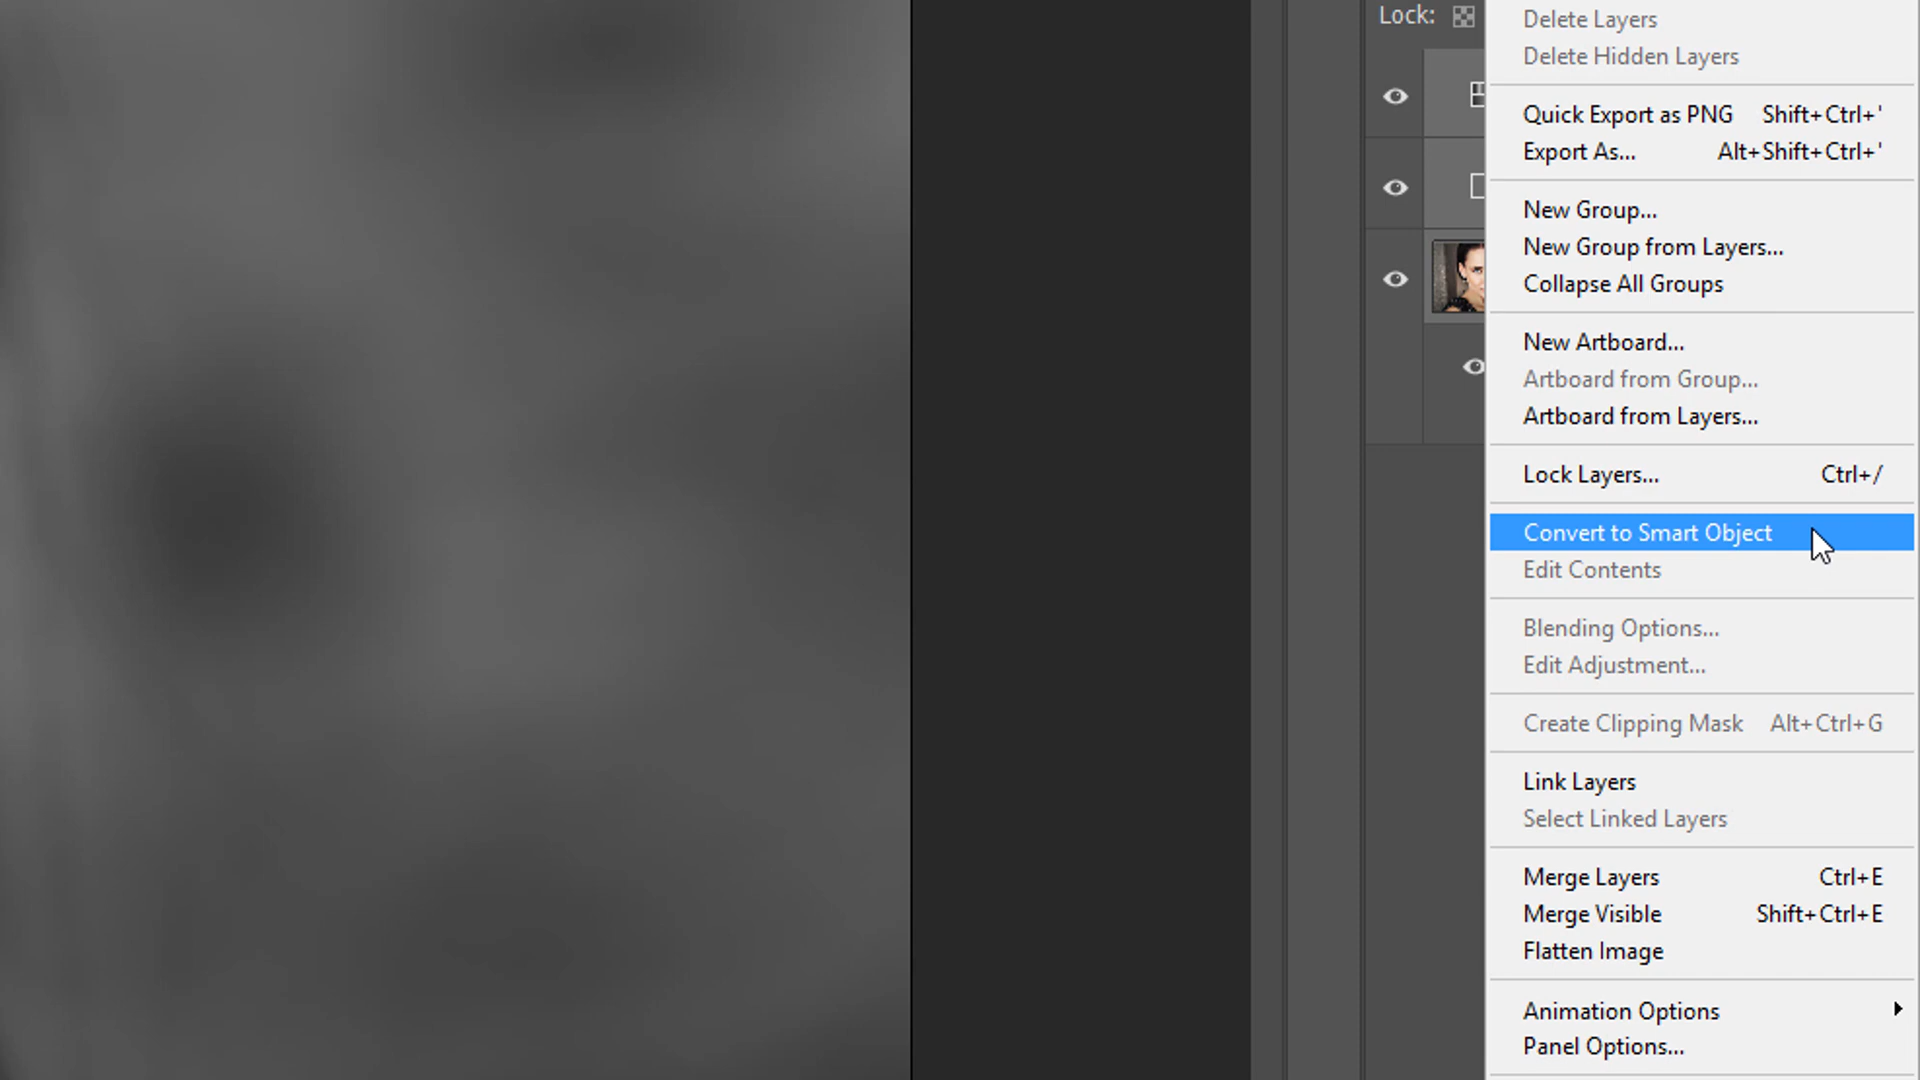 Lock:
Delete Layers
Delete Hidden Layers
Quick Export as PNG Shift+Ctrl+'
Export As... Alt+Shift+Ctrl+'
New Group...
New Group from Layers...
Collapse All Groups
New Artboard...
Artboard from Group...
Artboard from Layers...
Lock Layers... Ctrl+/
Convert to Smart Object
Edit Contents
Blending Options...
Edit Adjustment...
Create Clipping Mask Alt+Ctrl+G
Link Layers
Select Linked Layers
Merge Layers Ctrl+E
Merge Visible Shift+Ctrl+E
Flatten Image
Animation Options
Panel Options...